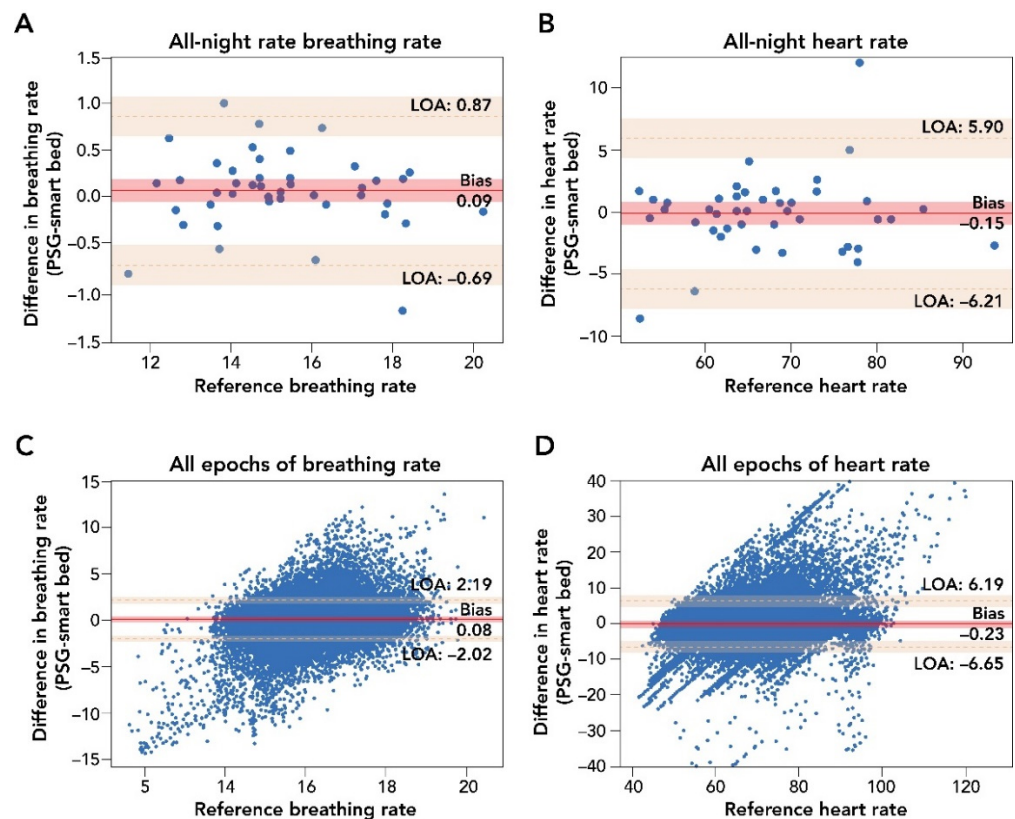 A
All-night rate breathing rate
Difference in breathing rate
(PSG-smart bed)
1.5
1.0
0.5
0.0
−0.5
−1.0
−1.5
LOA: 0.87
Bias
0.09
LOA: −0.69
12
14
16
18
20
Reference breathing rate
B
All-night heart rate
Difference in heart rate
(PSG-smart bed)
10
5
0
−5
−10
LOA: 5.90
Bias
−0.15
LOA: −6.21
60
70
80
90
Reference heart rate
C
All epochs of breathing rate
Difference in breathing rate
(PSG-smart bed)
15
10
5
0
−5
−10
−15
LOA: 2.19
Bias
0.08
LOA: −2.02
5
14
16
18
20
Reference breathing rate
D
All epochs of heart rate
Difference in heart rate
(PSG-smart bed)
40
30
20
10
0
−10
−20
−30
−40
LOA: 6.19
Bias
−0.23
LOA: −6.65
40
60
80
100
120
Reference heart rate